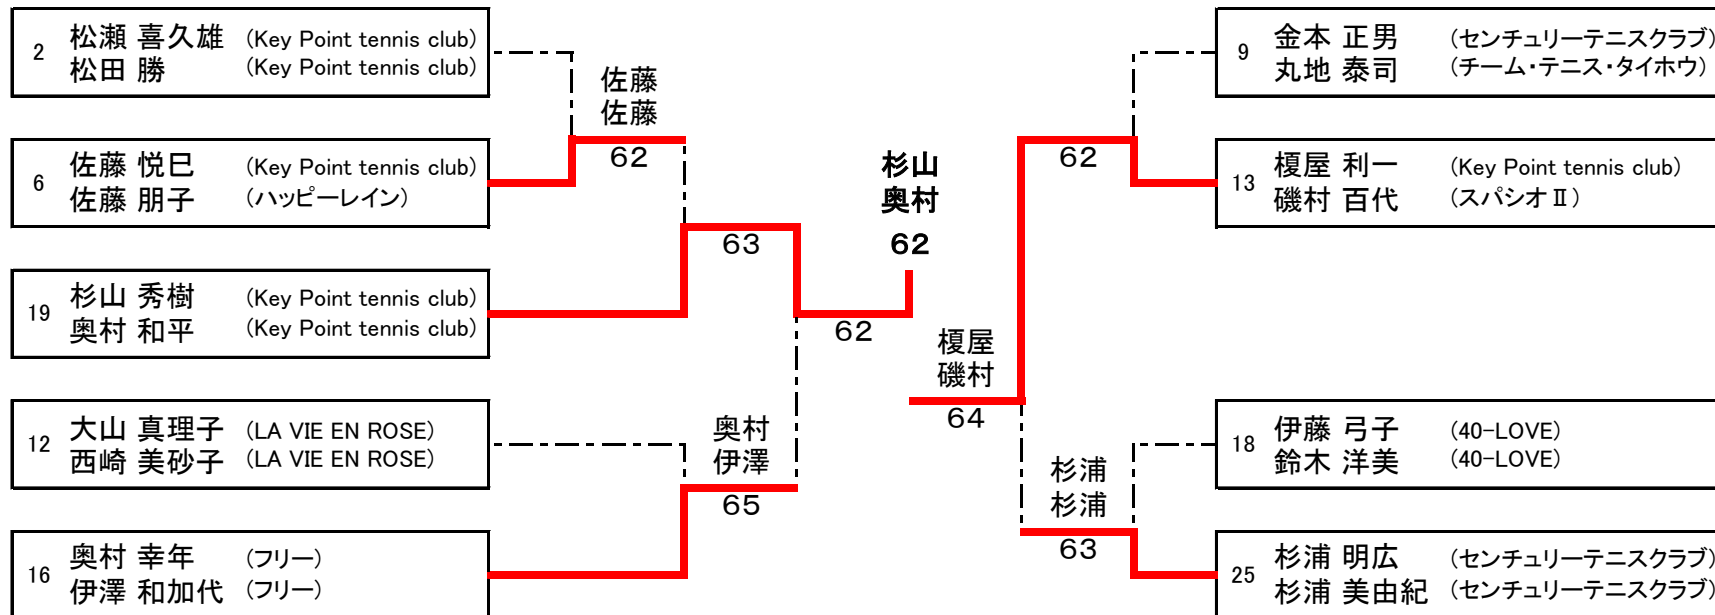 2 松瀬 喜久雄 (Key Point tennis club)
松田 勝 (Key Point tennis club)
6 佐藤 悦巳 (Key Point tennis club)
佐藤 朋子 (ハッピーレイン)
19 杉山 秀樹 (Key Point tennis club)
奥村 和平 (Key Point tennis club)
12 大山 真理子 (LA VIE EN ROSE)
西崎 美砂子 (LA VIE EN ROSE)
16 奥村 幸年 (フリー)
伊澤 和加代 (フリー)
佐藤
佐藤
62
63
奥村
伊澤
65
62
杉山
奥村
62
榎屋
磯村
64
62
杉浦
杉浦
63
9 金本 正男 (センチュリーテニスクラブ)
丸地 泰司 (チーム・テニス・タイホウ)
13 榎屋 利一 (Key Point tennis club)
磯村 百代 (スパシオⅡ)
18 伊藤 弓子 (40-LOVE)
鈴木 洋美 (40-LOVE)
25 杉浦 明広 (センチュリーテニスクラブ)
杉浦 美由紀 (センチュリーテニスクラブ)